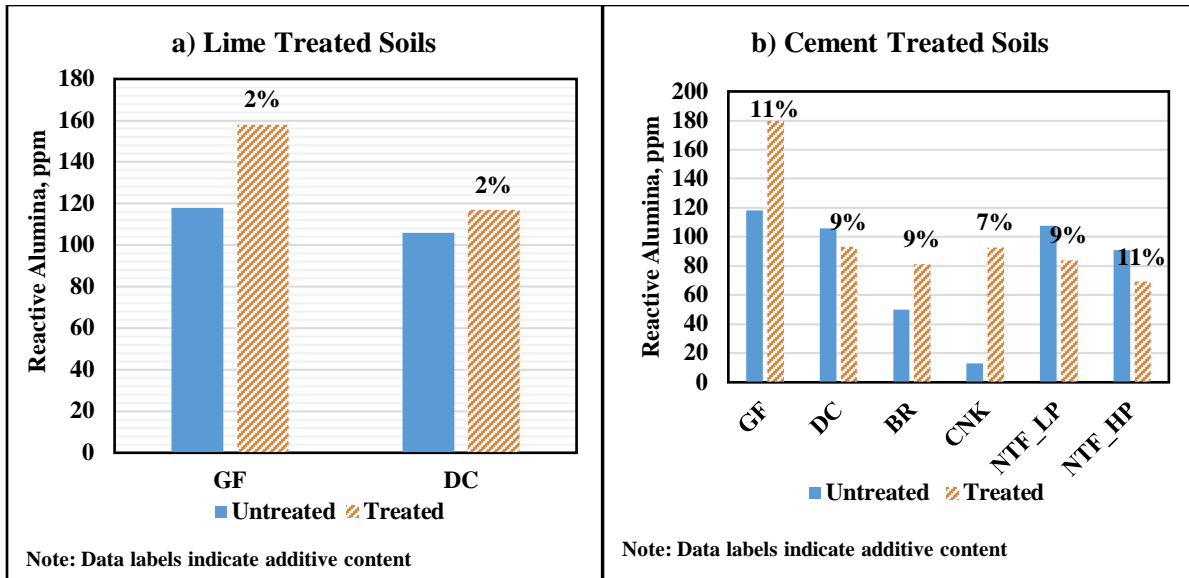 a) Lime Treated Soils
Reactive Alumina, ppm
180
160
140
120
100
80
60
40
20
0
2%
2%
GF DC
Untreated Treated
Note: Data labels indicate additive content
b) Cement Treated Soils
Reactive Alumina, ppm
200
180
160
140
120
100
80
60
40
20
0
11%
9%
9%
7%
9%
11%
GF
DC
BR
CNK
NTF_LP
NTF_HP
Untreated Treated
Note: Data labels indicate additive content